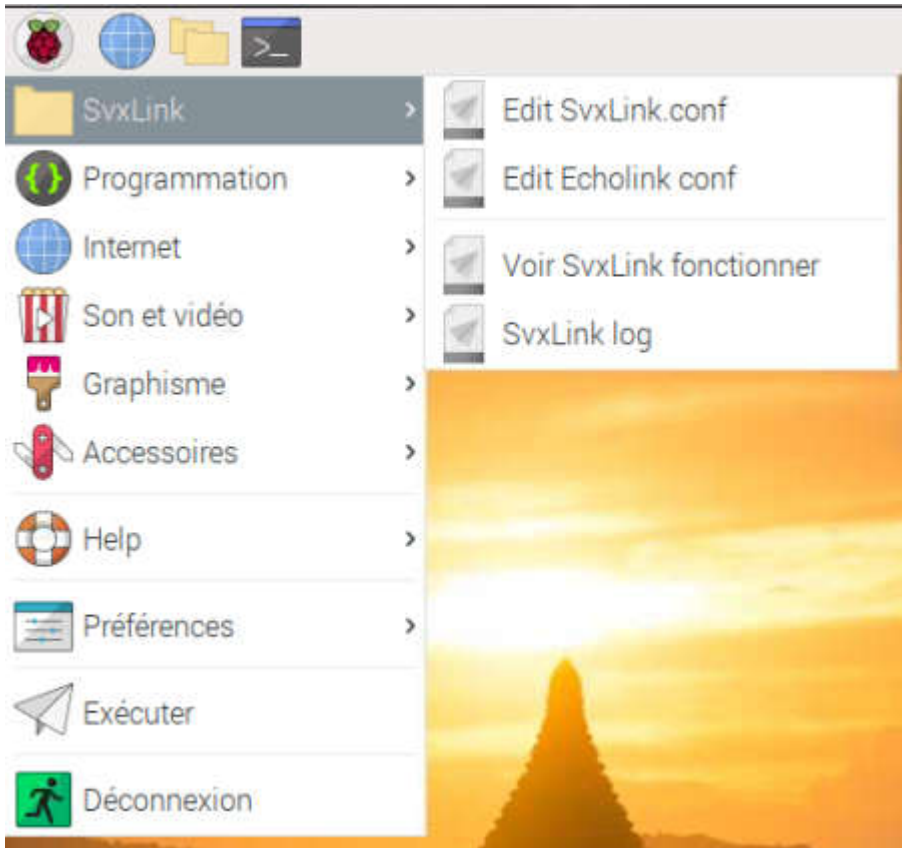 SvxLink
Programmation
Internet
Son et vidéo
Graphisme
Accessoires
Help
Préférences
Exécuter
Déconnexion
Edit SvxLink.conf
Edit Echolink conf
Voir SvxLink fonctionner
SvxLink log